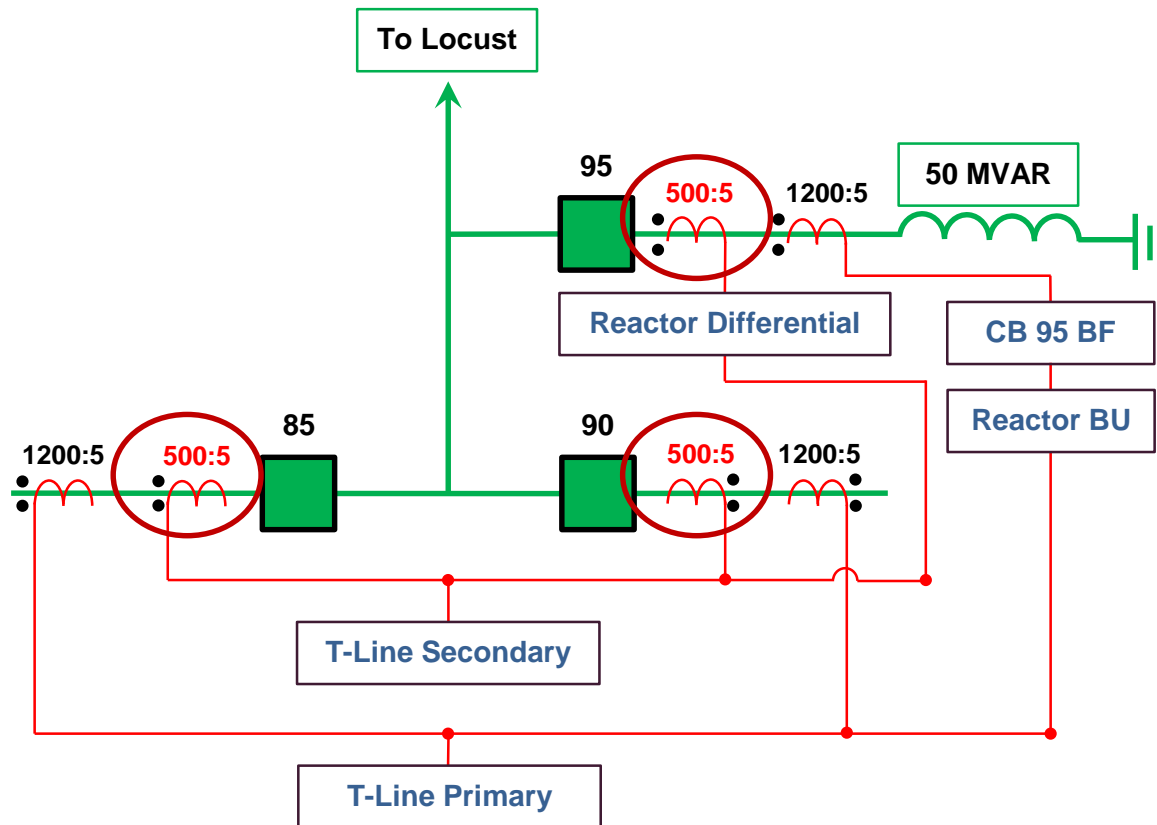 To Locust
95
500:5
1200:5
50 MVAR
Reactor Differential
CB 95 BF
Reactor BU
1200:5
500:5
85
90
500:5
1200:5
T-Line Secondary
T-Line Primary